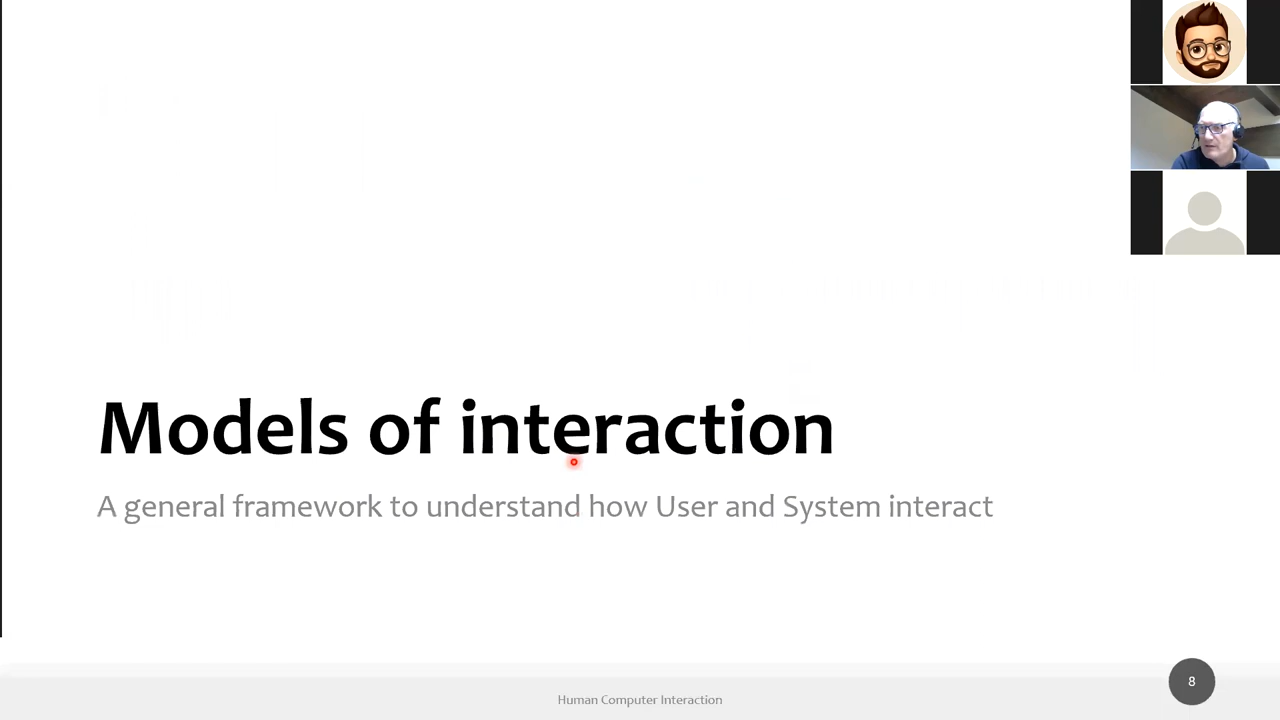 Models of interaction
A general framework to understand how User and System interact
Human Computer Interaction
8